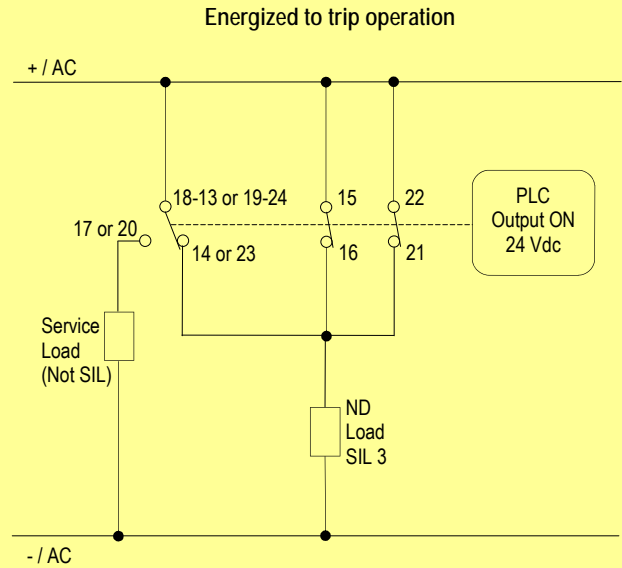 Energized to trip operation
+ / AC
18-13 or 19-24
15
22
PLC
Output ON
24 Vdc
17 or 20
14 or 23
16
21
Service
Load
(Not SIL)
ND
Load
SIL 3
- / AC